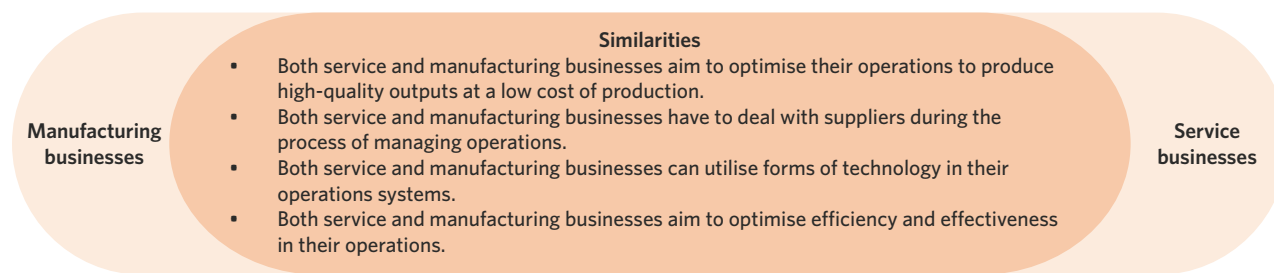 Similarities
• Both service and manufacturing businesses aim to optimise their operations to produce
high-quality outputs at a low cost of production.
• Both service and manufacturing businesses have to deal with suppliers during the
process of managing operations.
• Both service and manufacturing businesses can utilise forms of technology in their
operations systems.
• Both service and manufacturing businesses aim to optimise efficiency and effectiveness
in their operations.
Manufacturing
businesses
Service
businesses